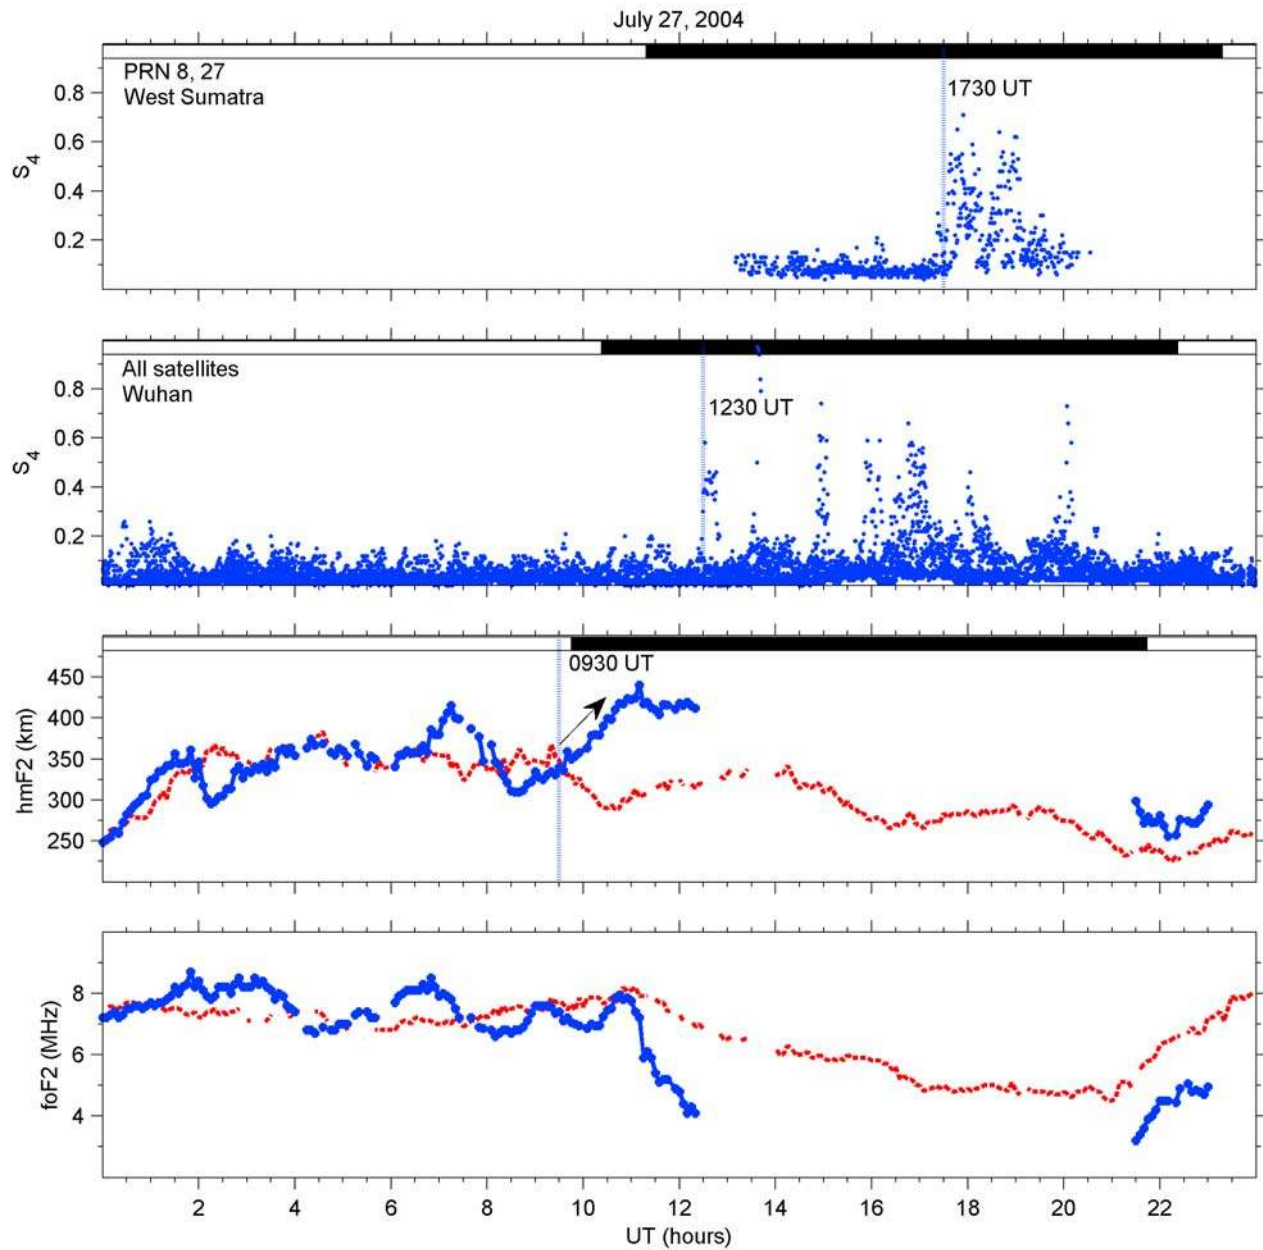 July 27, 2004
PRN 8, 27
West Sumatra
1730 UT
0.8
0.6
0.4
0.2
S4
All satellites
Wuhan
1230 UT
0.8
0.6
0.4
0.2
S4
0930 UT
450
400
350
300
250
hmF2 (km)
8
6
4
foF2 (MHz)
2 4 6 8 10 12 14 16 18 20 22
UT (hours)